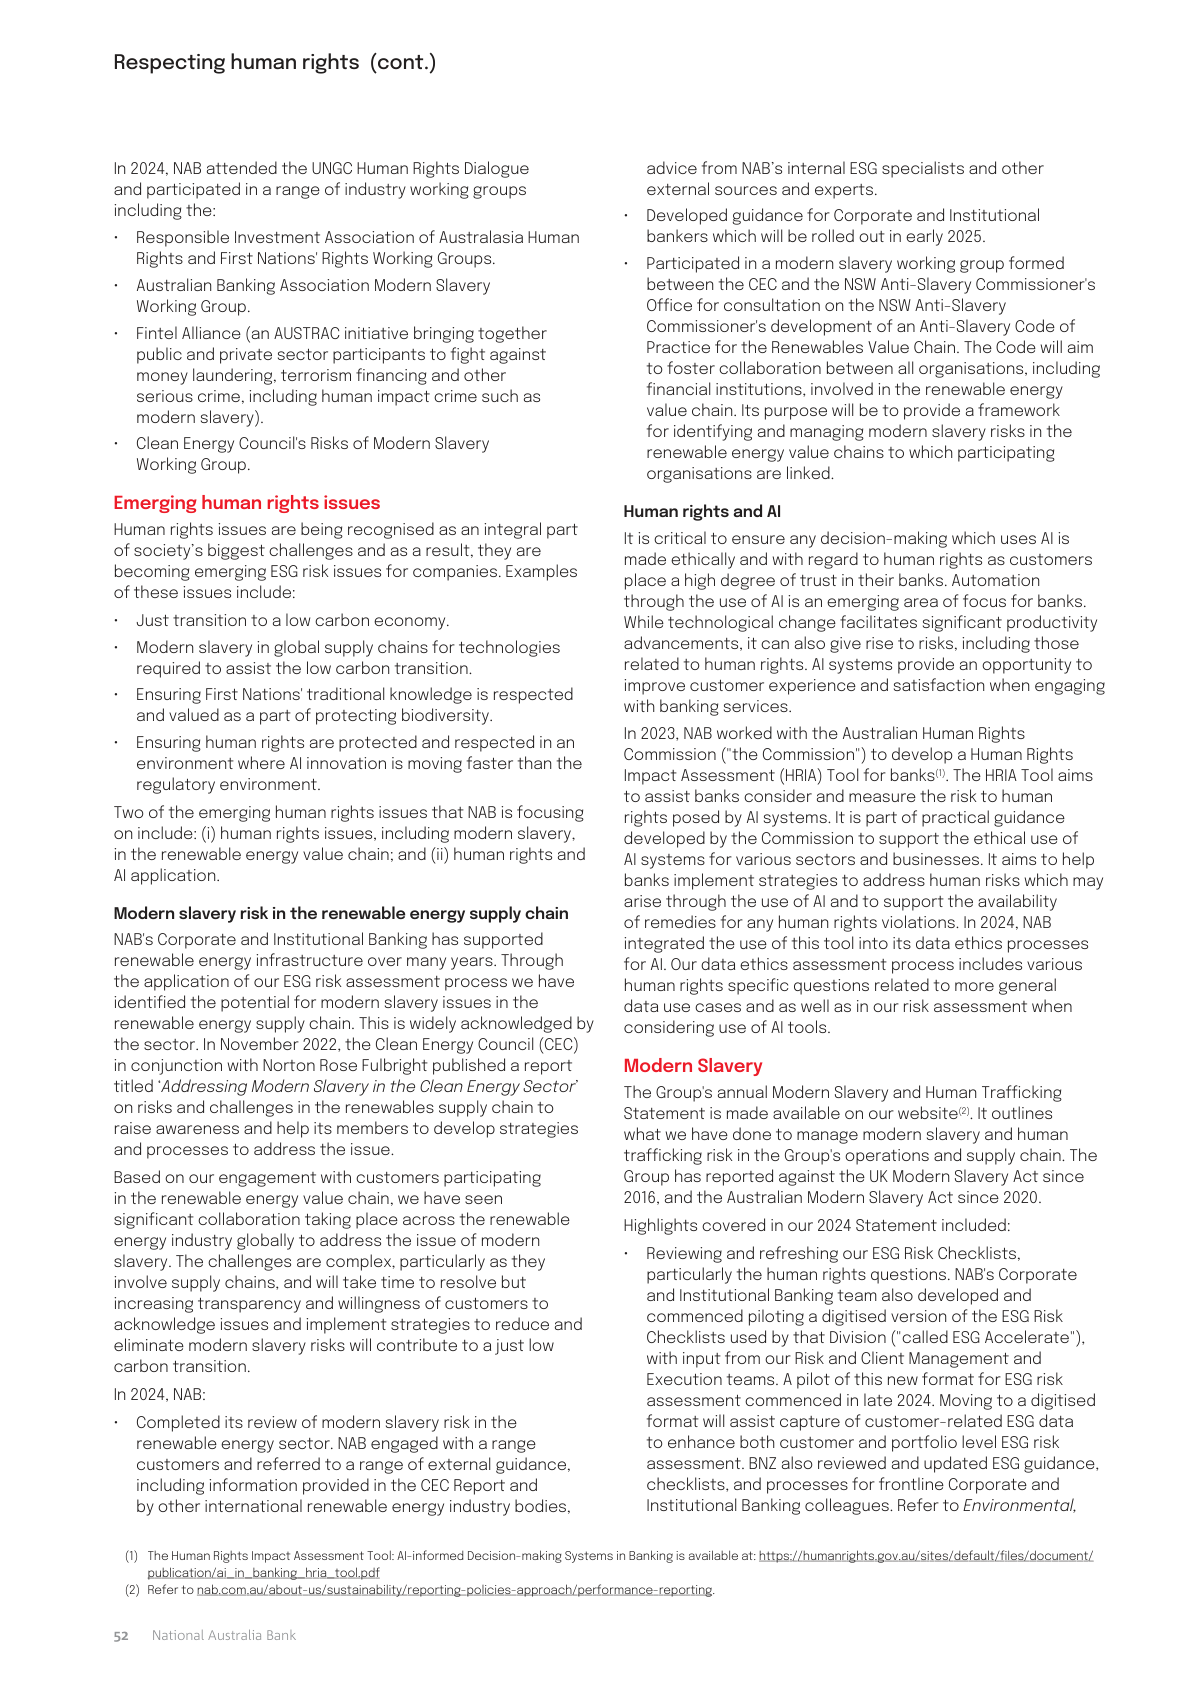 Respecting human rights (cont.)
In 2024, NAB attended the UNGC Human Rights Dialogue
and participated in a range of industry working groups
including the:
• Responsible Investment Association of Australasia Human
Rights and First Nations' Rights Working Groups.
• Australian Banking Association Modern Slavery
Working Group.
• Fintel Alliance (an AUSTRAC initiative bringing together
public and private sector participants to fight against
money laundering, terrorism financing and other
serious crime, including human impact crime such as
modern slavery).
• Clean Energy Council's Risks of Modern Slavery
Working Group.
Emerging human rights issues
Human rights issues are being recognised as an integral part
of society’s biggest challenges and as a result, they are
becoming emerging ESG risk issues for companies. Examples
of these issues include:
• Just transition to a low carbon economy.
• Modern slavery in global supply chains for technologies
required to assist the low carbon transition.
• Ensuring First Nations' traditional knowledge is respected
and valued as a part of protecting biodiversity.
• Ensuring human rights are protected and respected in an
environment where AI innovation is moving faster than the
regulatory environment.
Two of the emerging human rights issues that NAB is focusing
on include: (i) human rights issues, including modern slavery,
in the renewable energy value chain; and (ii) human rights and
AI application.
Modern slavery risk in the renewable energy supply chain
NAB's Corporate and Institutional Banking has supported
renewable energy infrastructure over many years. Through
the application of our ESG risk assessment process we have
identified the potential for modern slavery issues in the
renewable energy supply chain. This is widely acknowledged by
the sector. In November 2022, the Clean Energy Council (CEC)
in conjunction with Norton Rose Fulbright published a report
titled ‘Addressing Modern Slavery in the Clean Energy Sector’
on risks and challenges in the renewables supply chain to
raise awareness and help its members to develop strategies
and processes to address the issue.
Based on our engagement with customers participating
in the renewable energy value chain, we have seen
significant collaboration taking place across the renewable
energy industry globally to address the issue of modern
slavery. The challenges are complex, particularly as they
involve supply chains, and will take time to resolve but
increasing transparency and willingness of customers to
acknowledge issues and implement strategies to reduce and
eliminate modern slavery risks will contribute to a just low
carbon transition.
In 2024, NAB:
• Completed its review of modern slavery risk in the
renewable energy sector. NAB engaged with a range
customers and referred to a range of external guidance,
including information provided in the CEC Report and
by other international renewable energy industry bodies,
advice from NAB’s internal ESG specialists and other
external sources and experts.
• Developed guidance for Corporate and Institutional
bankers which will be rolled out in early 2025.
• Participated in a modern slavery working group formed
between the CEC and the NSW Anti-Slavery Commissioner's
Office for consultation on the NSW Anti-Slavery
Commissioner's development of an Anti-Slavery Code of
Practice for the Renewables Value Chain. The Code will aim
to foster collaboration between all organisations, including
financial institutions, involved in the renewable energy
value chain. Its purpose will be to provide a framework
for identifying and managing modern slavery risks in the
renewable energy value chains to which participating
organisations are linked.
Human rights and AI
It is critical to ensure any decision-making which uses AI is
made ethically and with regard to human rights as customers
place a high degree of trust in their banks. Automation
through the use of AI is an emerging area of focus for banks.
While technological change facilitates significant productivity
advancements, it can also give rise to risks, including those
related to human rights. AI systems provide an opportunity to
improve customer experience and satisfaction when engaging
with banking services.
In 2023, NAB worked with the Australian Human Rights
Commission ("the Commission") to develop a Human Rights
Impact Assessment (HRIA) Tool for banks(1). The HRIA Tool aims
to assist banks consider and measure the risk to human
rights posed by AI systems. It is part of practical guidance
developed by the Commission to support the ethical use of
AI systems for various sectors and businesses. It aims to help
banks implement strategies to address human risks which may
arise through the use of AI and to support the availability
of remedies for any human rights violations. In 2024, NAB
integrated the use of this tool into its data ethics processes
for AI. Our data ethics assessment process includes various
human rights specific questions related to more general
data use cases and as well as in our risk assessment when
considering use of AI tools.
Modern Slavery
The Group's annual Modern Slavery and Human Trafficking
Statement is made available on our website(2). It outlines
what we have done to manage modern slavery and human
trafficking risk in the Group's operations and supply chain. The
Group has reported against the UK Modern Slavery Act since
2016, and the Australian Modern Slavery Act since 2020.
Highlights covered in our 2024 Statement included:
• Reviewing and refreshing our ESG Risk Checklists,
particularly the human rights questions. NAB's Corporate
and Institutional Banking team also developed and
commenced piloting a digitised version of the ESG Risk
Checklists used by that Division ("called ESG Accelerate"),
with input from our Risk and Client Management and
Execution teams. A pilot of this new format for ESG risk
assessment commenced in late 2024. Moving to a digitised
format will assist capture of customer-related ESG data
to enhance both customer and portfolio level ESG risk
assessment. BNZ also reviewed and updated ESG guidance,
checklists, and processes for frontline Corporate and
Institutional Banking colleagues. Refer to Environmental,
(1) The Human Rights Impact Assessment Tool: AI-informed Decision-making Systems in Banking is available at: https://humanrights.gov.au/sites/default/files/document/
publication/ai_in_banking_hria_tool.pdf
(2) Refer to nab.com.au/about-us/sustainability/reporting-policies-approach/performance-reporting.
52 National Australia Bank